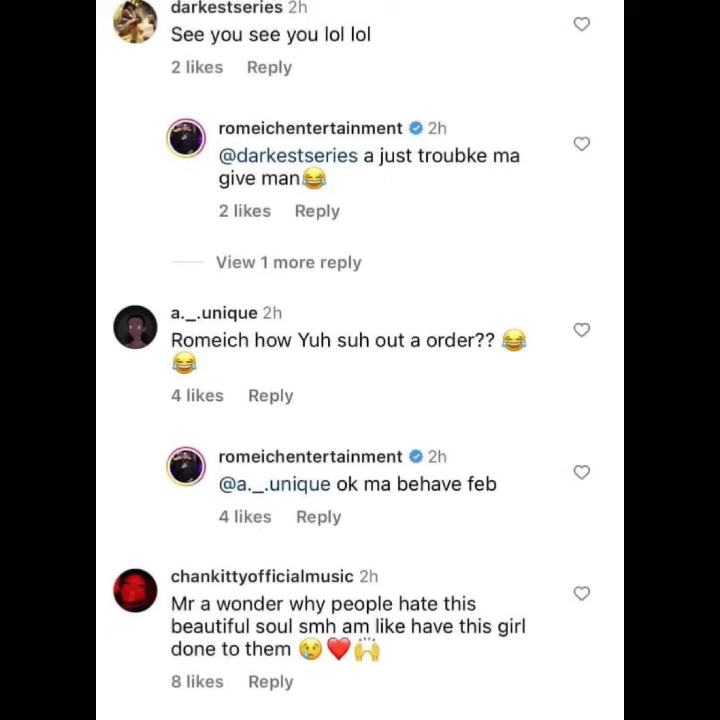 darkestseries 2h
See you see you lol lol
2 likes Reply
romeichentertainment 2h
@darkestseries a just troubke ma
give man😂
2 likes Reply
View 1 more reply
a._.unique 2h
Romeich how Yuh suh out a order?? 😂
😂
4 likes Reply
romeichentertainment 2h
@a._.unique ok ma behave feb
4 likes Reply
chankittyofficialmusic 2h
Mr a wonder why people hate this
beautiful soul smh am like have this girl
done to them 😢❤️🙌
8 likes Reply